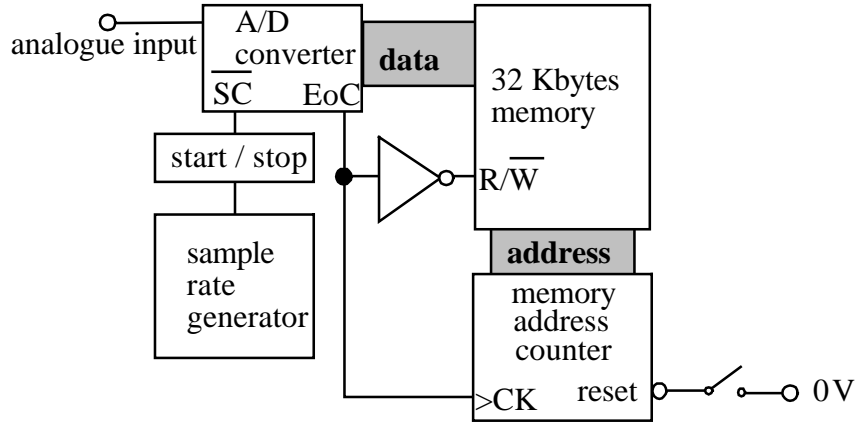 analogue input
A/D
converter
S̅C̅
EoC
data
32 Kbytes
memory
start / stop
R/W̅
sample
rate
generator
address
memory
address
counter
>CK
reset
0V